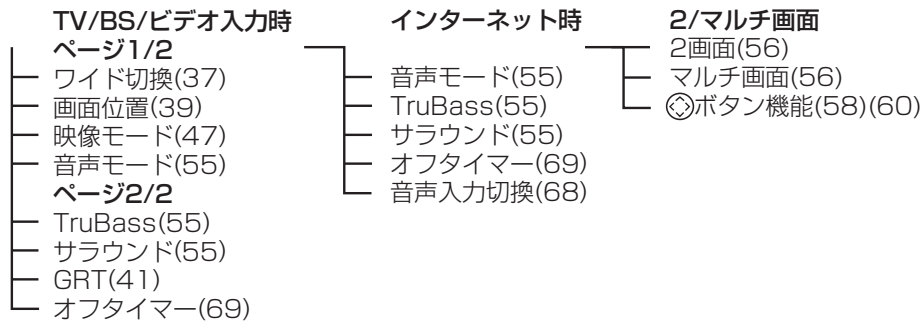 TV/BS/ビデオ入力時
ページ1/2
ワイド切換(37)
画面位置(39)
映像モード(47)
音声モード(55)
ページ2/2
TruBass(55)
サラウンド(55)
GRT(41)
オフタイマー(69)
インターネット時
音声モード(55)
TruBass(55)
サラウンド(55)
オフタイマー(69)
音声入力切換(68)
2/マルチ画面
2画面(56)
マルチ画面(56)
ボタン機能(58)(60)